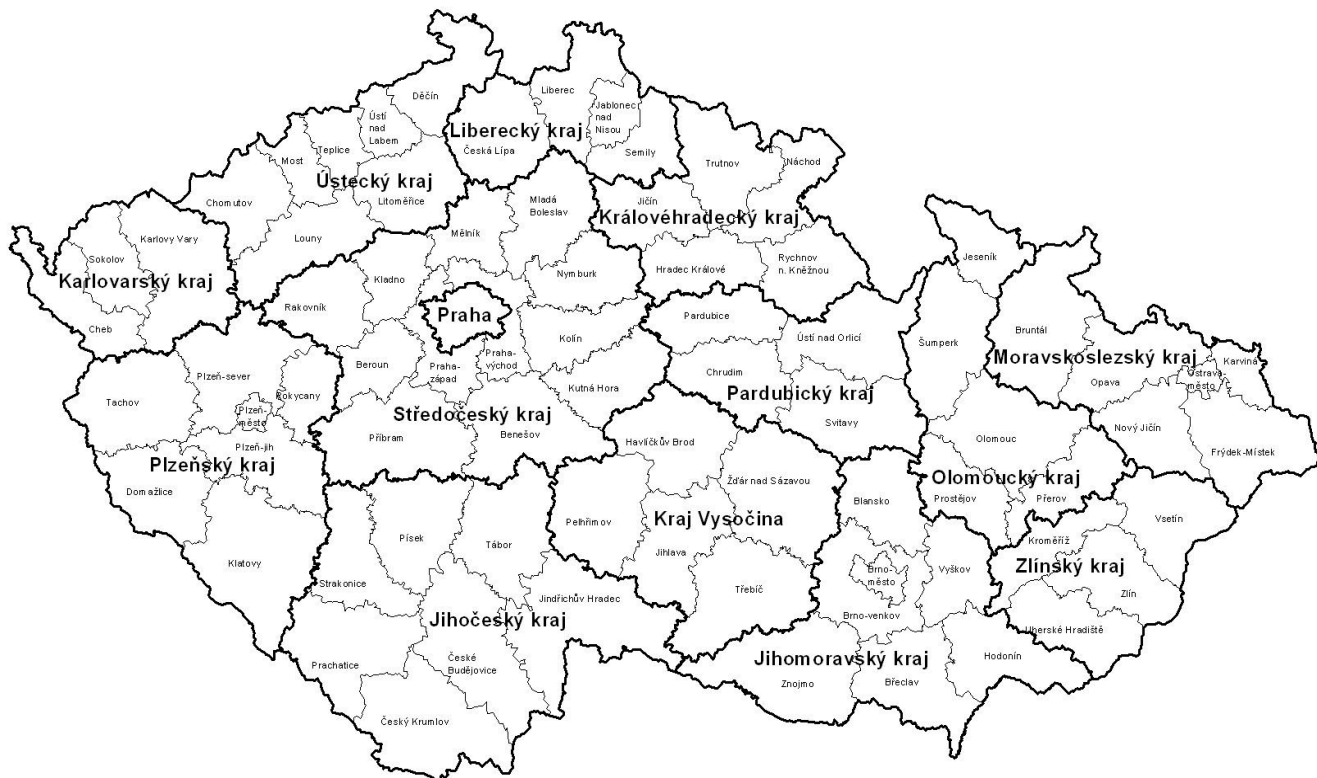 Děčín
Liberec
Ústí
nad
Labem
Jablonec
nad
Nisou
Liberecký kraj
Česká Lípa
Semily
Teplice
Most
Ústecký kraj
Litoměřice
Chomutov
Louny
Trutnov
Náchod
Jičín
Královéhradecký kraj
Hradec Králové
Rychnov
n. Kněžnou
Mladá
Boleslav
Mělník
Nymburk
Kladno
Rakovník
Praha
Kolín
Beroun
Praha-
západ
Praha-
východ
Kutná Hora
Středočeský kraj
Příbram
Benešov
Karlovy Vary
Sokolov
Karlovarský kraj
Cheb
Plzeň-sever
Tachov
Rokycany
Plzeň-
město
Plzeň-jih
Plzeňský kraj
Domažlice
Klatovy
Pardubice
Ústí nad Orlicí
Chrudim
Pardubický kraj
Svitavy
Jeseník
Šumperk
Bruntál
Moravskoslezský kraj
Karviná
Ostrava-
město
Opava
Nový Jičín
Frýdek-Místek
Olomouc
Olomoucký kraj
Prostějov
Přerov
Havlíčkův Brod
Žďár nad Sázavou
Pelhřimov
Kraj Vysočina
Jihlava
Třebíč
Písek
Tábor
Strakonice
Jindřichův Hradec
Jihočeský kraj
Prachatice
České
Budějovice
Český Krumlov
Blansko
Brno-
město
Vyškov
Brno-venkov
Jihomoravský kraj
Znojmo
Břeclav
Hodonín
Vsetín
Kroměříž
Zlínský kraj
Zlín
Uherské Hradiště